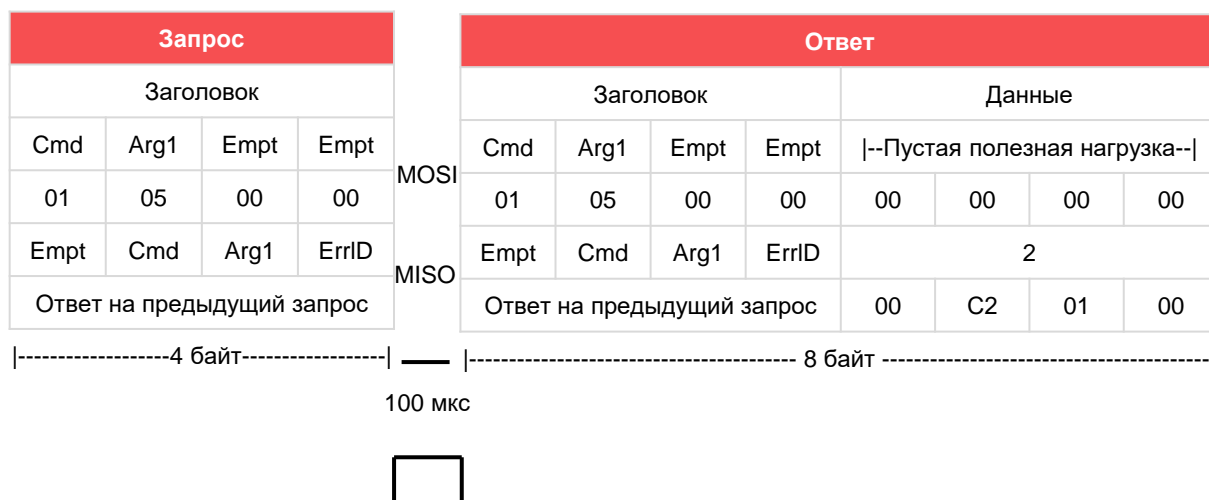 Запрос
Ответ
Заголовок
Заголовок Данные
Cmd Arg1 Empt Empt
MOSI
Cmd Arg1 Empt Empt |--Пустая полезная нагрузка--|
01 05 00 00
01 05 00 00 00 00 00 00
Empt Cmd Arg1 ErrID
MISO
Empt Cmd Arg1 ErrID 2
Ответ на предыдущий запрос
Ответ на предыдущий запрос 00 C2 01 00
|-------------------4 байт------------------|
|----------------------------------------- 8 байт -----------------------------------------
100 мкс